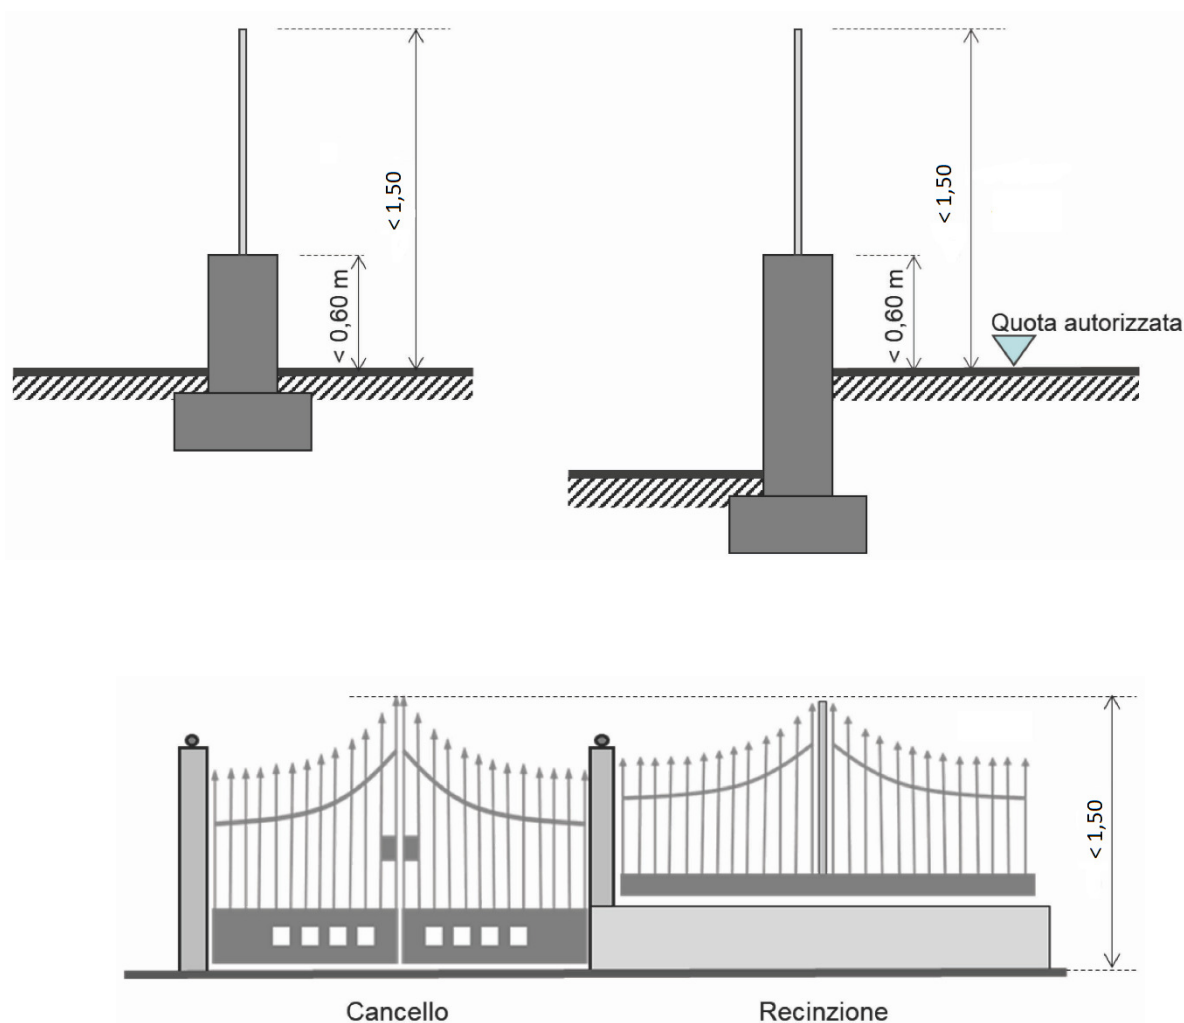 < 1,50
< 0,60 m
< 1,50
< 0,60 m
Quota autorizzata
< 1,50
Cancello
Recinzione